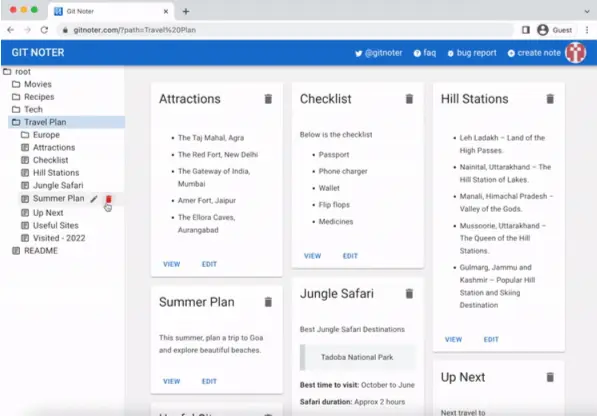 Git Noter
gitnoter.com/?path=Travel%20Plan
Guest
GIT NOTER
@gitnoter
faq
bug report
create note
root
Movies
Recipes
Tech
Travel Plan
Europe
Attractions
Checklist
Hill Stations
Jungle Safari
Summer Plan
Up Next
Useful Sites
Visited - 2022
README
Attractions
The Taj Mahal, Agra
The Red Fort, New Delhi
The Gateway of India,
Mumbai
Amer Fort, Jaipur
The Ellora Caves,
Aurangabad
VIEW EDIT
Summer Plan
This summer, plan a trip to Goa
and explore beautiful beaches.
VIEW EDIT
Checklist
Below is the checklist
Passport
Phone charger
Wallet
Flip flops
Medicines
VIEW EDIT
Jungle Safari
Best Jungle Safari Destinations
Tadoba National Park
Best time to visit: October to June
Safari duration: Approx 2 hours
Hill Stations
Leh Ladakh – Land of the
High Passes.
Nainital, Uttarakhand – The
Hill Station of Lakes.
Manali, Himachal Pradesh –
Valley of the Gods.
Mussoorie, Uttarakhand –
The Queen of the Hill
Stations.
Gulmarg, Jammu and
Kashmir – Popular Hill
Station and Skiing
Destination
VIEW EDIT
Up Next
Next travel to